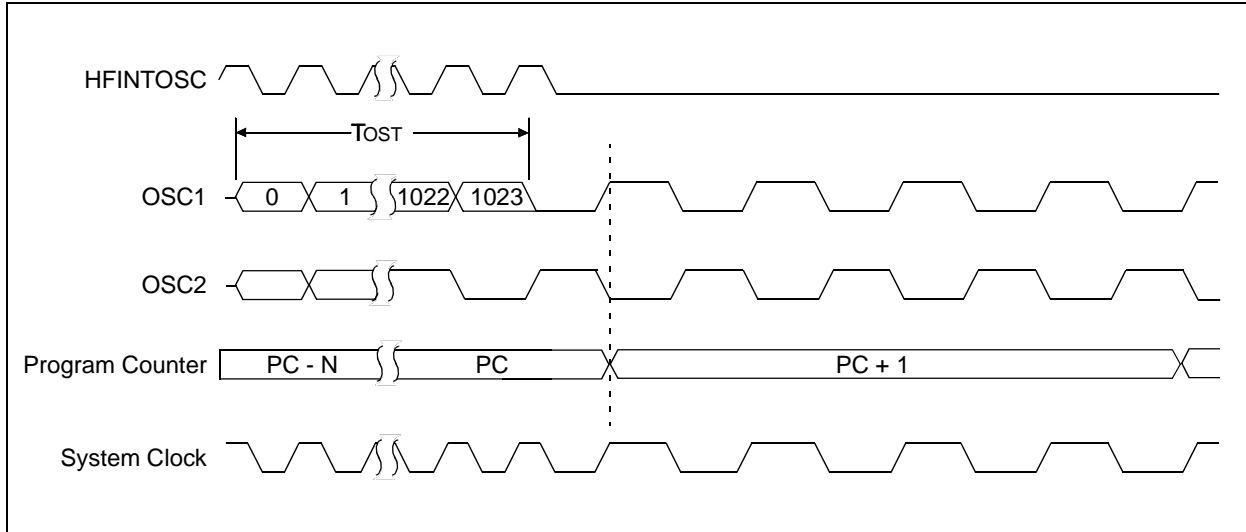 HFINTOSC
TOST
OSC1
0 1 1022 1023
OSC2
Program Counter
PC - N PC PC + 1
System Clock